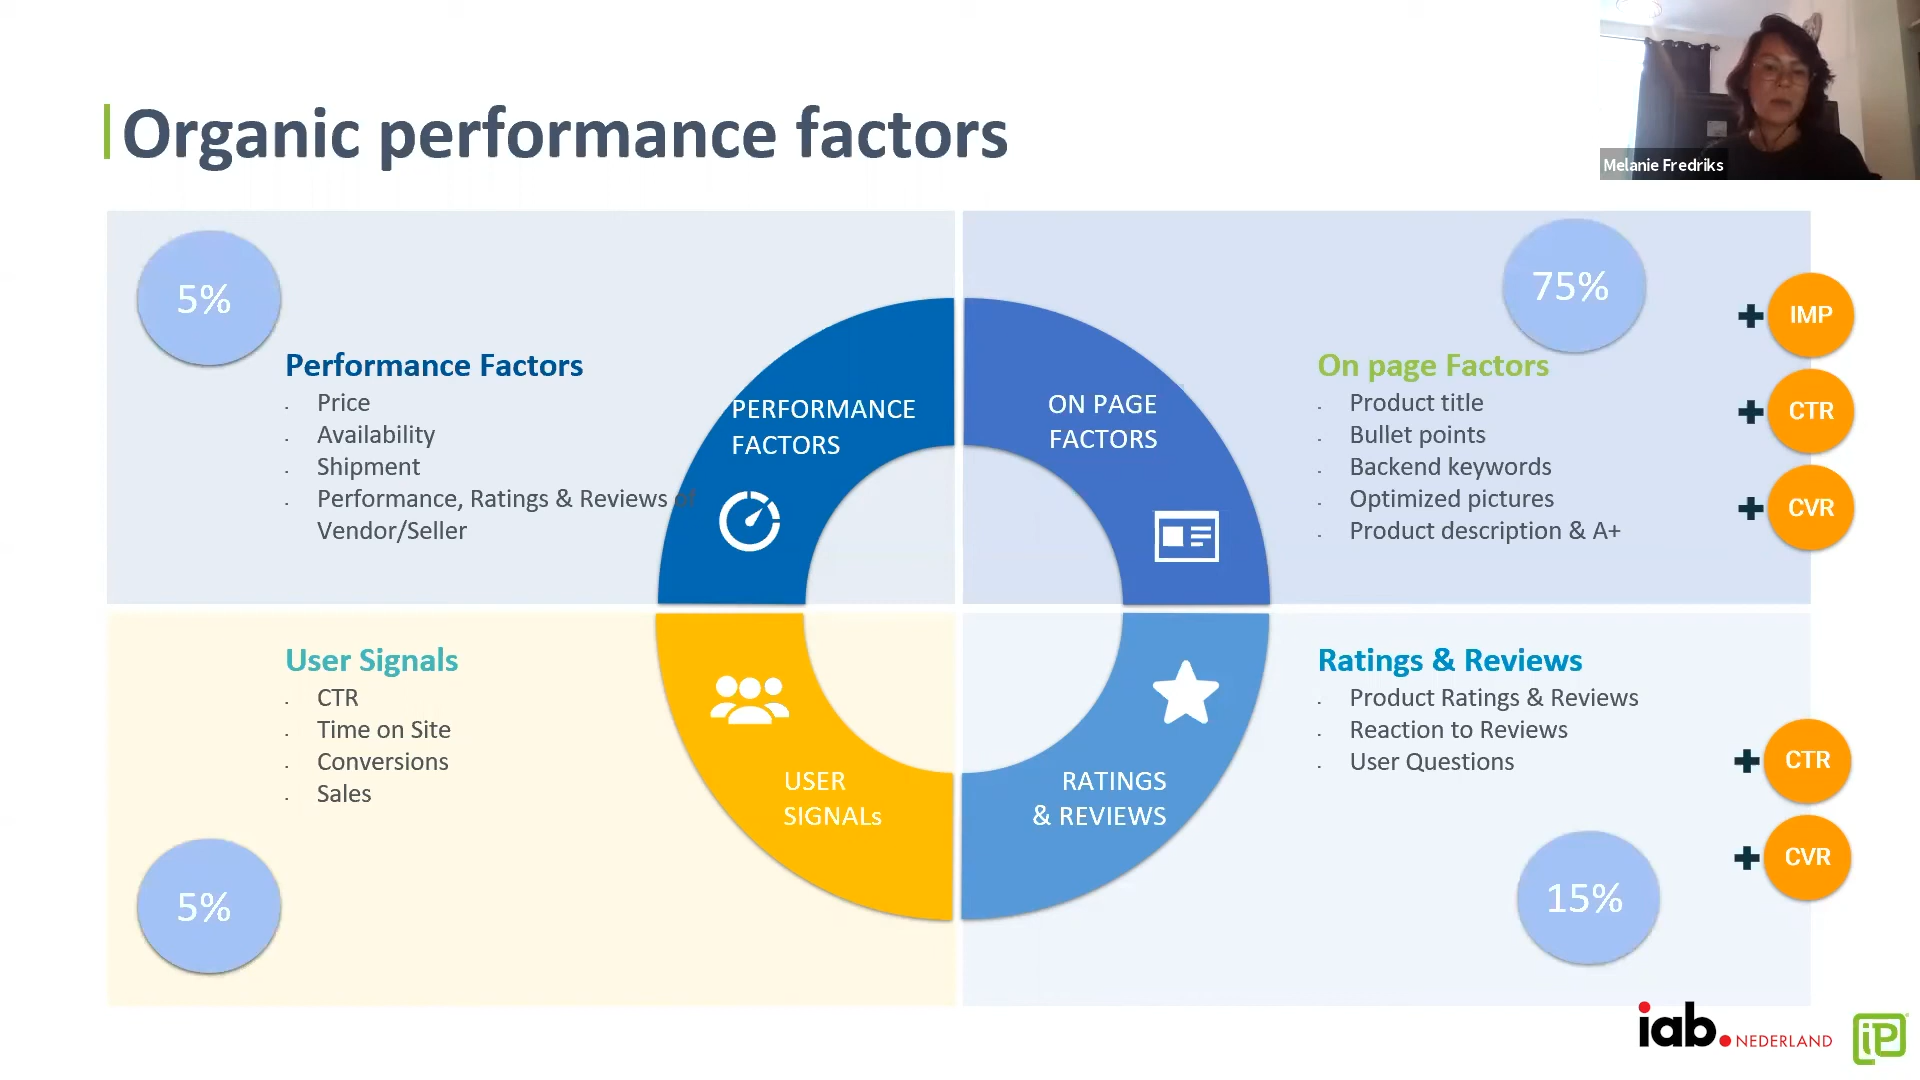 Organic performance factors
Melanie Fredriks
5%
Performance Factors
Price
Availability
Shipment
Performance, Ratings & Reviews of
Vendor/Seller
PERFORMANCE
FACTORS
ON PAGE
FACTORS
75%
On page Factors
Product title
Bullet points
Backend keywords
Optimized pictures
Product description & A+
+ IMP
+ CTR
+ CVR
User Signals
CTR
Time on Site
Conversions
Sales
5%
USER
SIGNALs
RATINGS
& REVIEWS
Ratings & Reviews
Product Ratings & Reviews
Reaction to Reviews
User Questions
+ CTR
+ CVR
15%
iab. NEDERLAND
iP